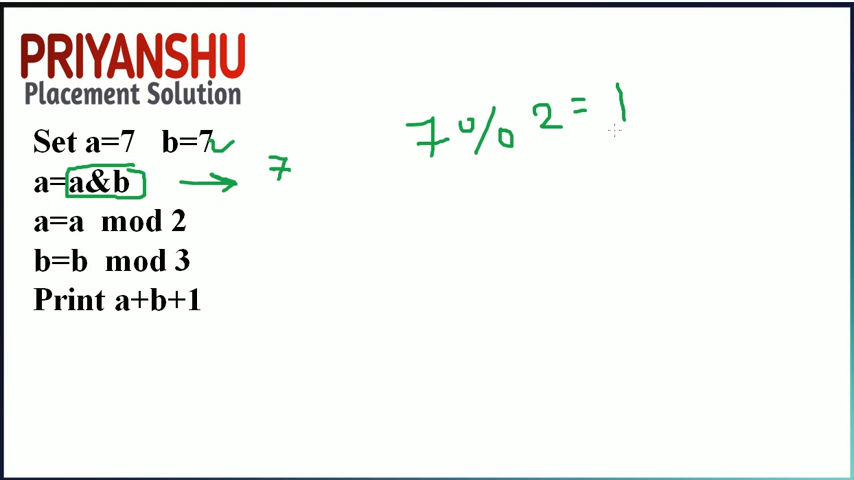 PRIYANSHU
Placement Solution
Set a=7 b=7
a=a&b → 7
a=a mod 2
b=b mod 3
Print a+b+1
7 % 2 = 1